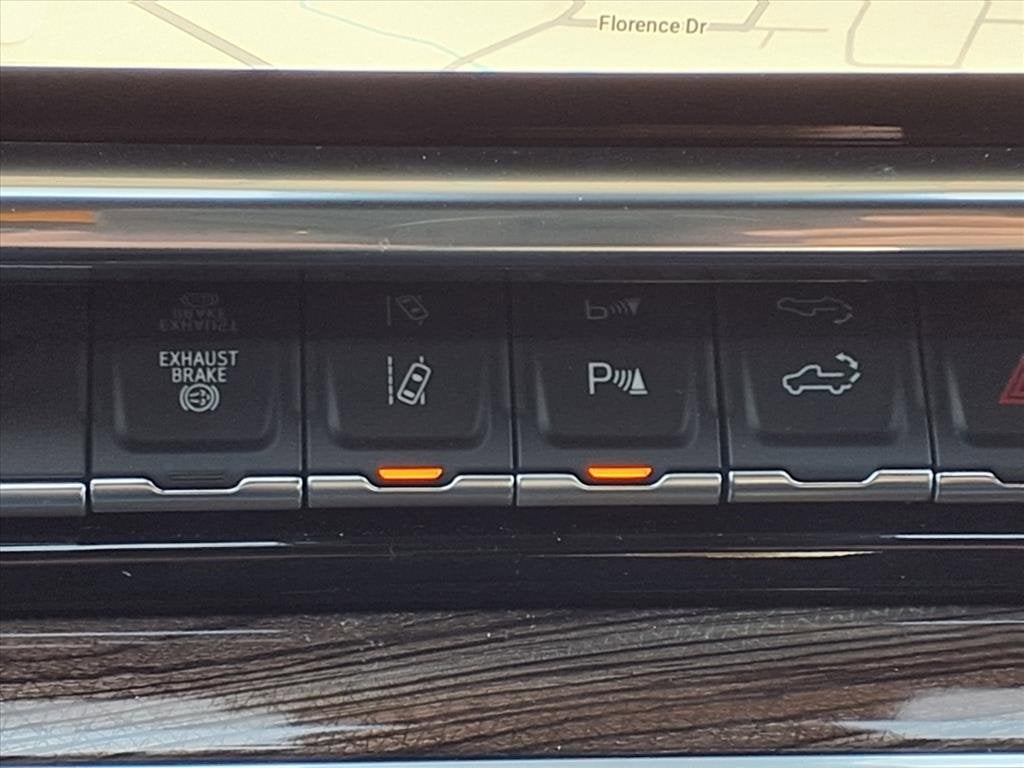 Florence Dr
EXHAUST
BRAKE
P